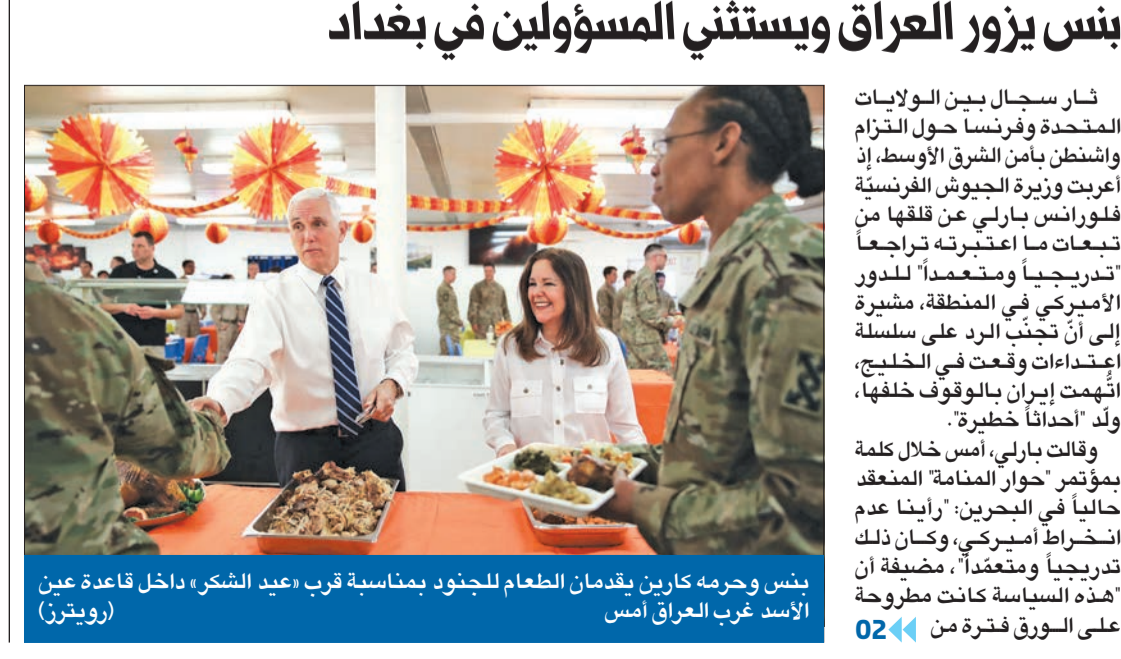 بنس يزور العراق ويستثني المسؤولين في بغداد
ثار سجال بين الولايات
المتحدة وفرنسا حول التزام
واشنطن بأمن الشرق الأوسط، إذ
أعربت وزيرة الجيوش الفرنسيّة
فلورانس بارلي عن قلقها من
تبعات ما اعتبرته تراجعاً
"تدريجياً ومتعمداً" للدور
الأميركي في المنطقة، مشيرة
إلى أنّ تجنّب الرد على سلسلة
اعتداءات وقعت في الخليج،
اتُّهمت إيران بالوقوف خلفها،
ولّد "أحداثاً خطيرة".
وقالت بارلي، أمس خلال كلمة
بمؤتمر "حوار المنامة" المنعقد
حالياً في البحرين: "رأينا عدم
انخراط أميركي، وكان ذلك
تدريجياً ومتعمّداً"، مضيفة أن
"هذه السياسة كانت مطروحة
على الورق فترة من 02
بنس وحرمه كارين يقدمان الطعام للجنود بمناسبة قرب «عيد الشكر» داخل قاعدة عين
الأسد غرب العراق أمس (رويترز)